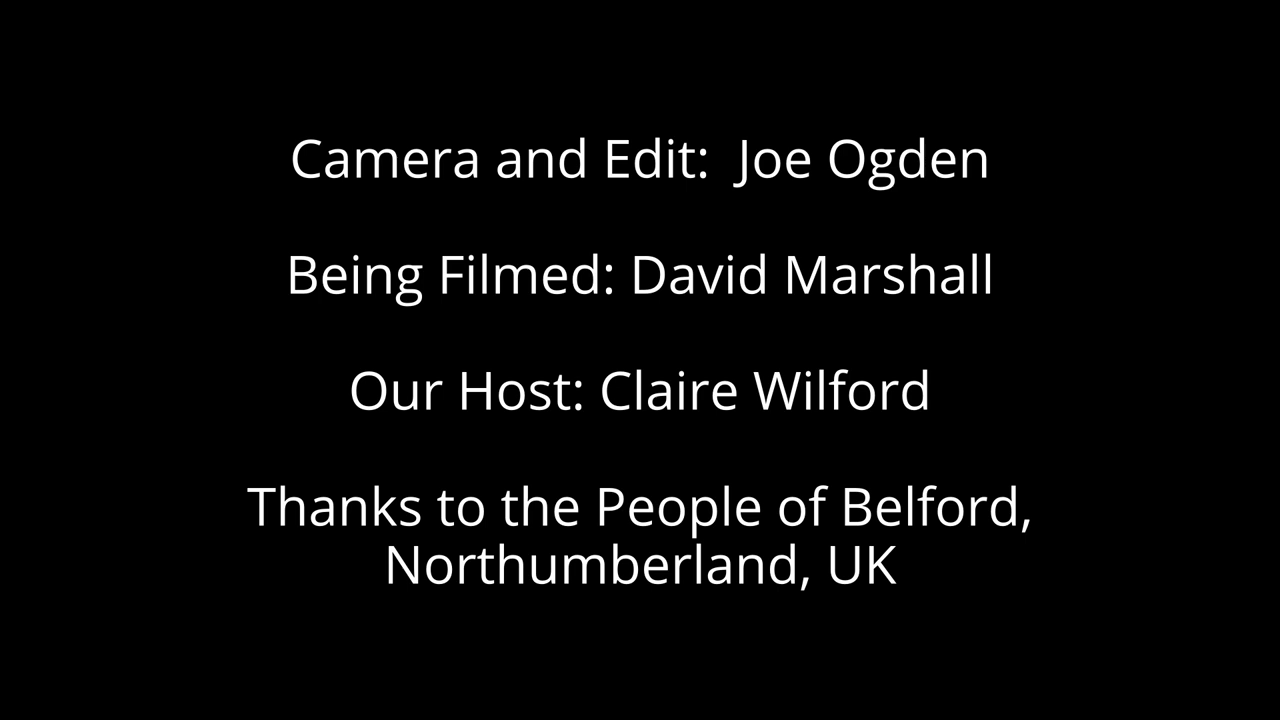 Camera and Edit:  Joe Ogden
Being Filmed: David Marshall
Our Host: Claire Wilford
Thanks to the People of Belford,
Northumberland, UK